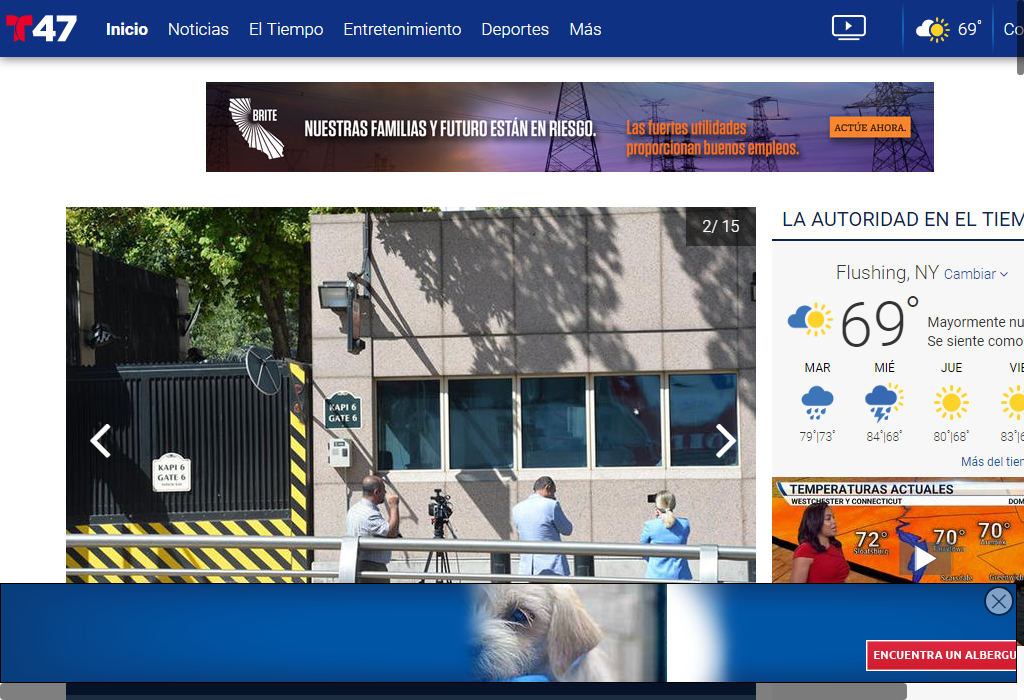 T47
Inicio
Noticias
El Tiempo
Entretenimiento
Deportes
Más
69°
Co
BRITE
NUESTRAS FAMILIAS Y FUTURO ESTÁN EN RIESGO.
Las fuertes utilidades
proporcionan buenos empleos.
ACTÚE AHORA.
2/ 15
KAPI 6
GATE 6
KAPI 6
GATE 6
LA AUTORIDAD EN EL TIEM
Flushing, NY Cambiar
69°
Mayormente nu
Se siente como
MAR
MIÉ
JUE
VIE
79°|73°
84°|68°
80°|68°
83°|6
Más del tien
TEMPERATURAS ACTUALES
WESTCHESTER Y CONNECTICUT
DOM
72°
Sloatsburg
70°
70°
Scarsdale
ENCUENTRA UN ALBERGU